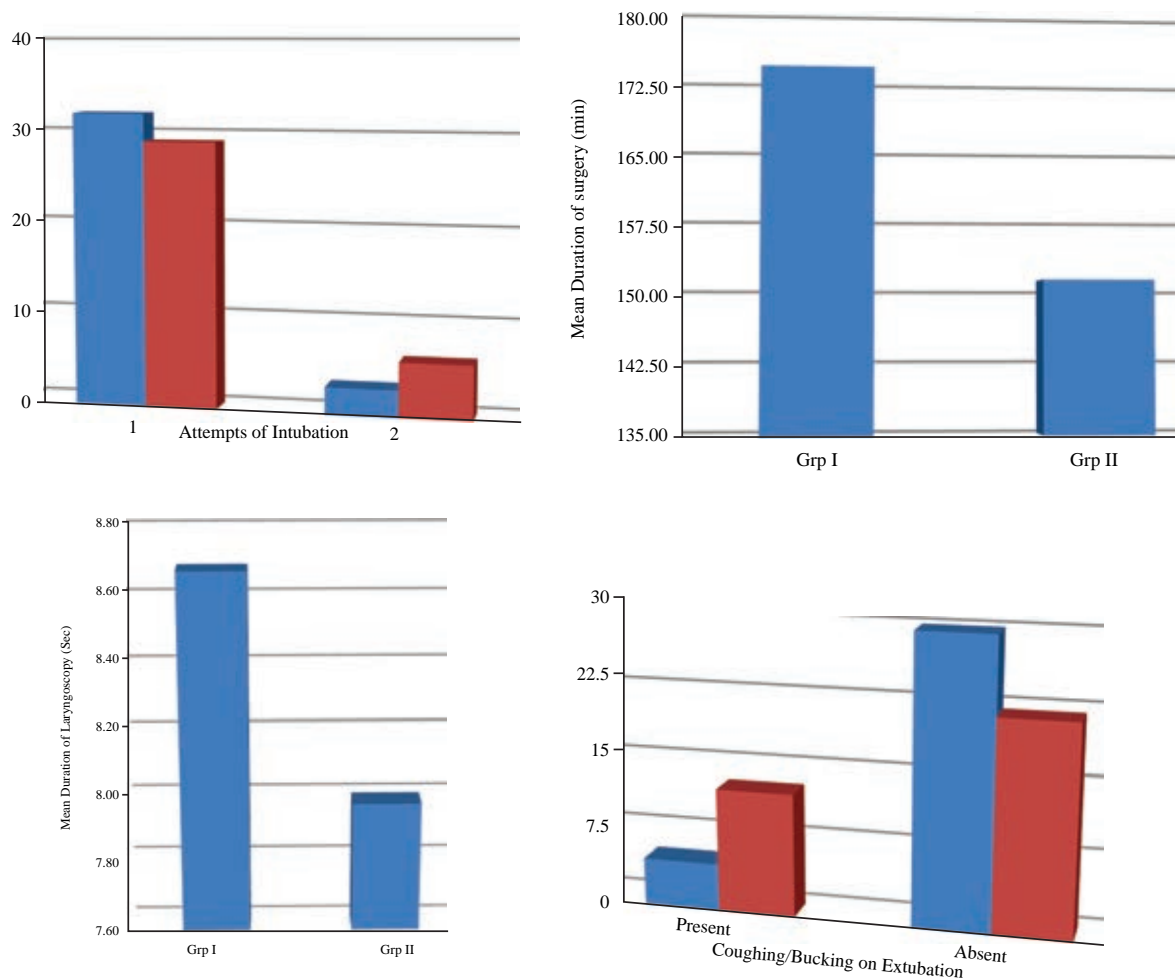 40
30
20
10
0
1
Attempts of Intubation
2
180.00
172.50
165.00
157.50
150.00
142.50
135.00
Mean Duration of surgery (min)
Grp I
Grp II
8.80
8.60
8.40
8.20
8.00
7.80
7.60
Mean Duration of Laryngoscopy (Sec)
Grp I
Grp II
30
22.5
15
7.5
0
Present
Absent
Coughing/Bucking on Extubation